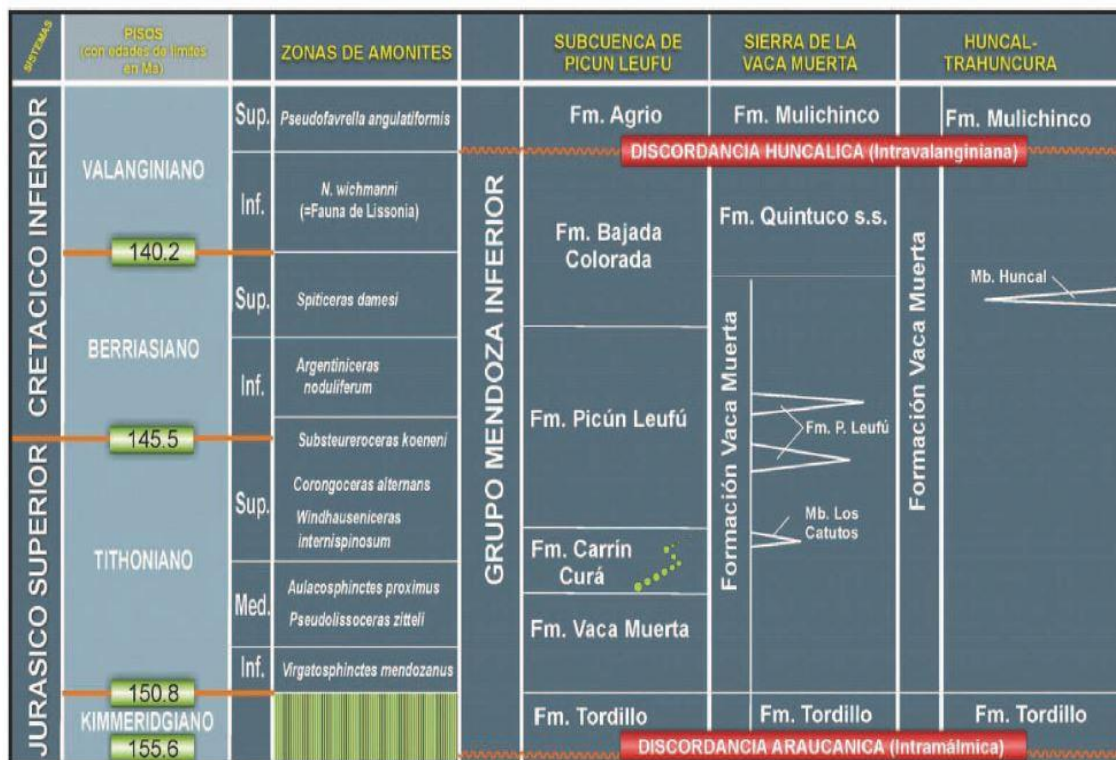 SISTEMAS
PISOS
(con edades de límites
en Ma)
ZONAS DE AMONITES
SUBCUENCA DE
PICUN LEUFU
SIERRA DE LA
VACA MUERTA
HUNCAL-
TRAHUNCURA
CRETACICO INFERIOR
JURASICO SUPERIOR
VALANGINIANO
140.2
BERRIASIANO
145.5
TITHONIANO
150.8
KIMMERIDGIANO
155.6
Sup.
Inf.
Sup.
Inf.
Sup.
Med.
Inf.
Pseudofavrella angulatiformis
N. wichmanni
(=Fauna de Lissonia)
Spiticeras damesi
Argentiniceras
noduliferum
Substeureroceras koeneni
Corongoceras alternans
Windhauseniceras
internispinosum
Aulacosphinctes proximus
Pseudolissoceras zitteli
Virgatosphinctes mendozanus
GRUPO MENDOZA INFERIOR
Fm. Agrio
Fm. Mulichinco
Fm. Mulichinco
DISCORDANCIA HUNCALICA (Intravalanginiana)
Fm. Bajada
Colorada
Fm. Picún Leufú
Fm. Carrín
Curá
Fm. Vaca Muerta
Fm. Tordillo
Fm. Quintuco s.s.
Formación Vaca Muerta
Fm. P. Leufú
Mb. Los
Catutos
Fm. Tordillo
Formación Vaca Muerta
Mb. Huncal
Fm. Tordillo
DISCORDANCIA ARAUCANICA (Intramálmica)